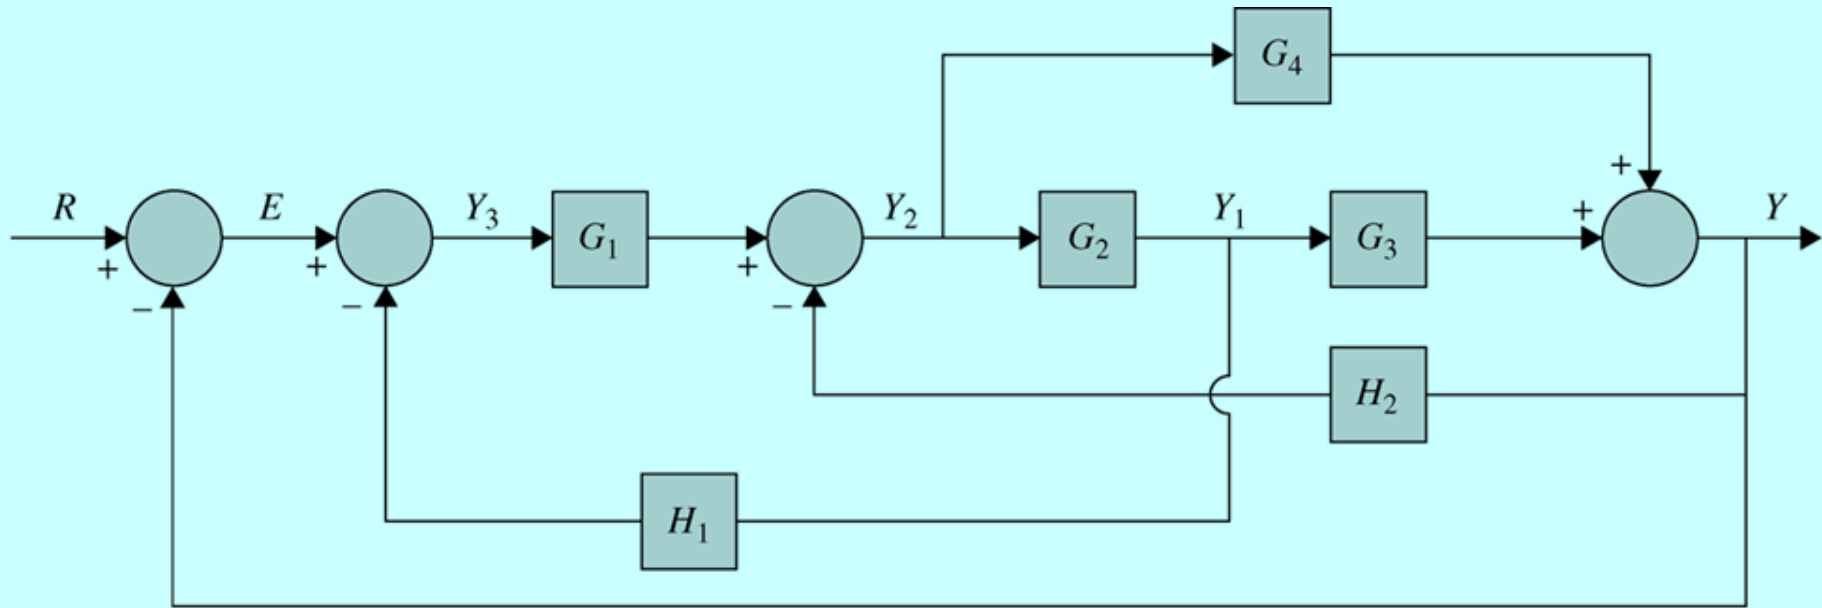 G₄
+
R E Y₃ G₁ Y₂ G₂ Y₁ G₃ + Y
+ + +
− − −
H₂
H₁